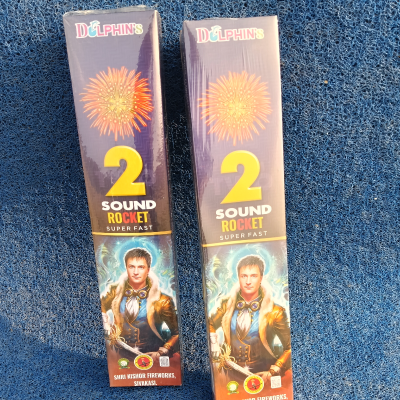 DOLPHIN'S
2
SOUND
ROCKET
SUPER FAST
SHRI KISHOR FIREWORKS,
SIVAKASI.
DOLPHIN'S
2
SOUND
ROCKET
SUPER FAST